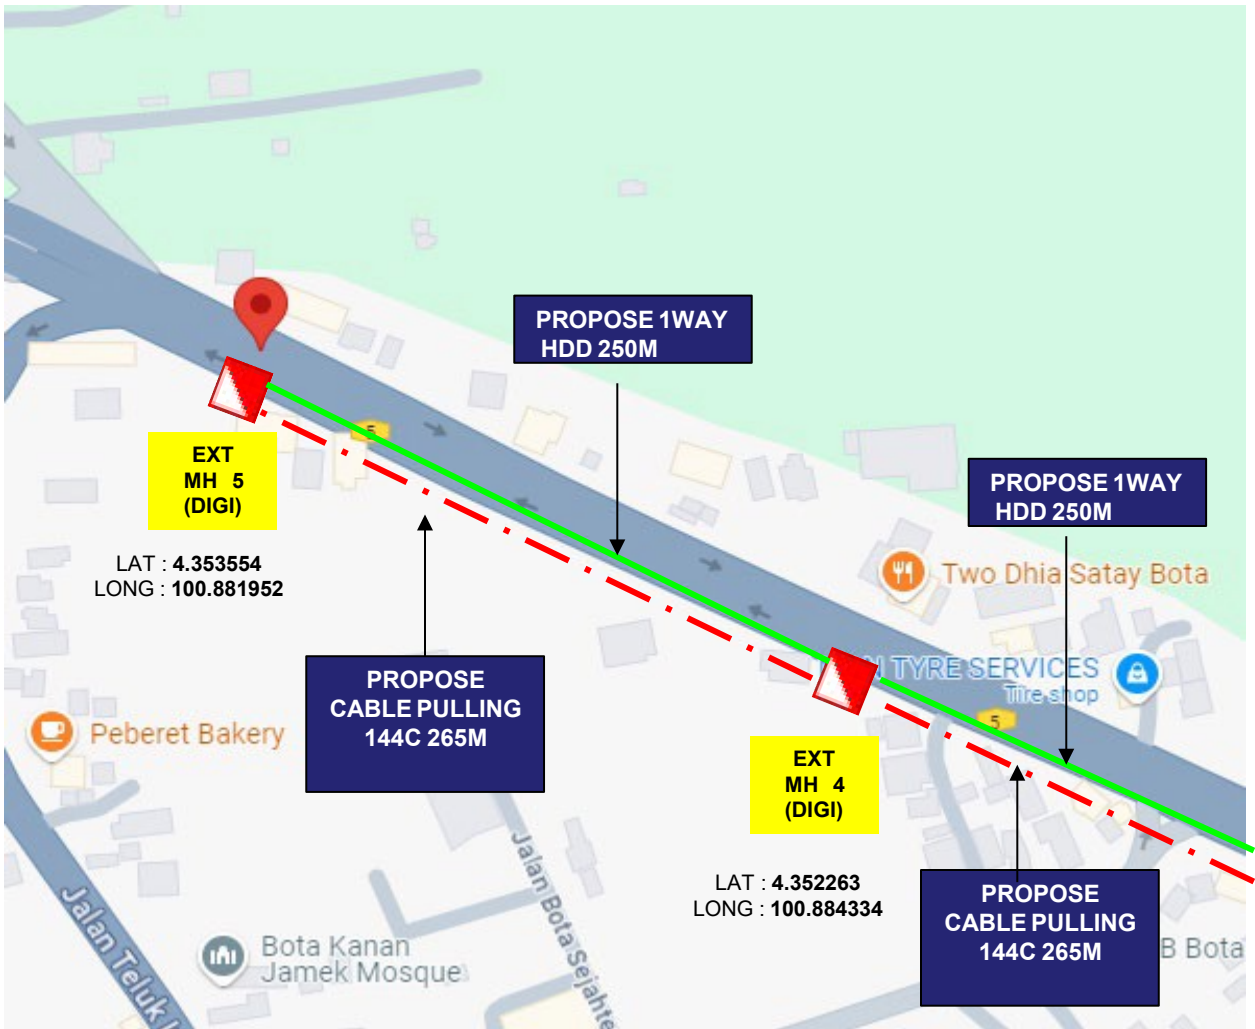 PROPOSE 1WAY
HDD 250M
5
EXT
MH 5
(DIGI)
LAT : 4.353554
LONG : 100.881952
PROPOSE 1WAY
HDD 250M
Two Dhia Satay Bota
PROPOSE
CABLE PULLING
144C 265M
N TYRE SERVICES
Tire shop
5
Peberet Bakery
EXT
MH 4
(DIGI)
LAT : 4.352263
LONG : 100.884334
PROPOSE
CABLE PULLING
144C 265M
B Bota
Jalan Bota Sejahte
Jalan Teluk
Bota Kanan
Jamek Mosque